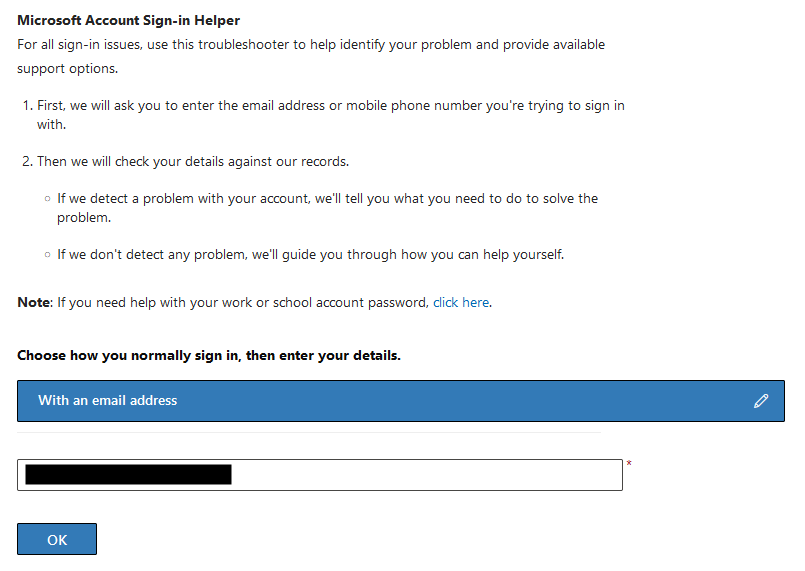 Microsoft Account Sign-in Helper
For all sign-in issues, use this troubleshooter to help identify your problem and provide available
support options.
1. First, we will ask you to enter the email address or mobile phone number you're trying to sign in
with.
2. Then we will check your details against our records.
○ If we detect a problem with your account, we'll tell you what you need to do to solve the
problem.
○ If we don't detect any problem, we'll guide you through how you can help yourself.
Note: If you need help with your work or school account password, click here.
Choose how you normally sign in, then enter your details.
With an email address
*
OK